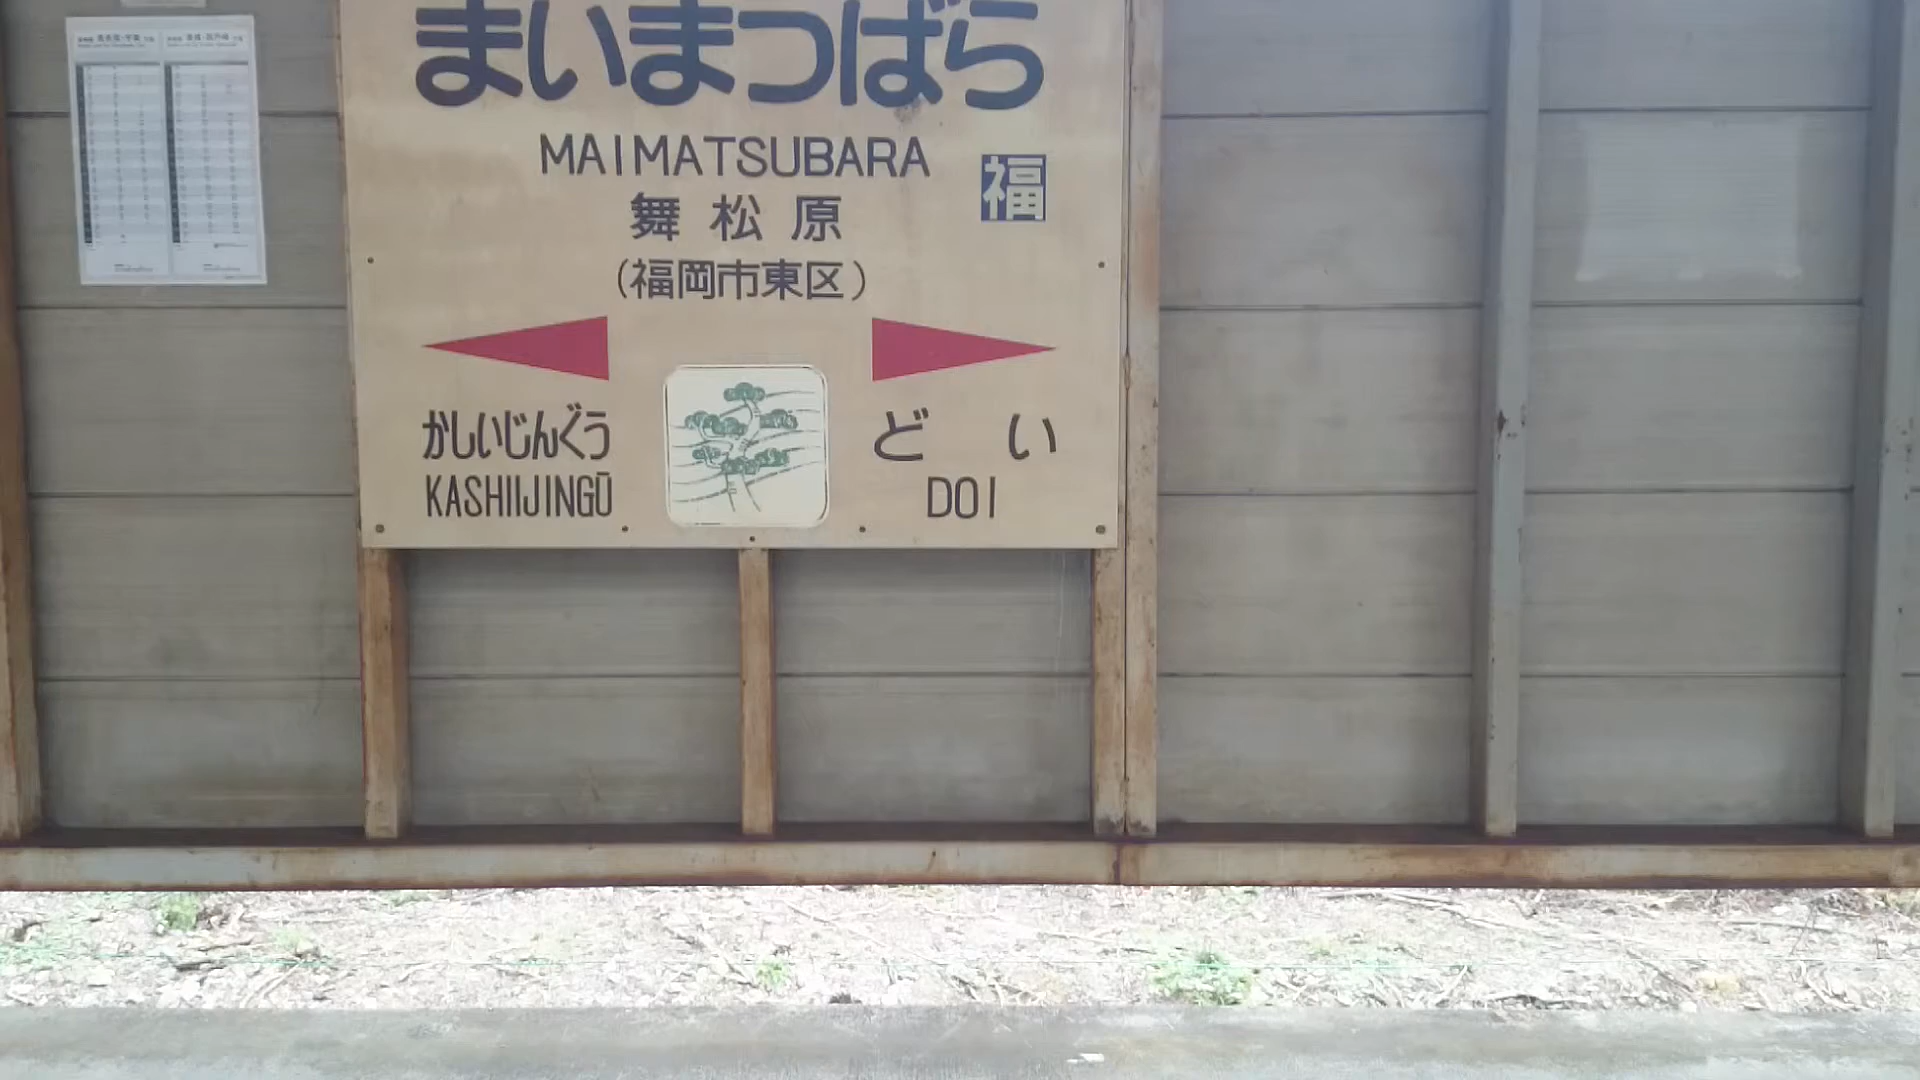 まいまつばら
MAIMATSUBARA
福
舞松原
(福岡市東区)
かしいじんぐう
KASHIIJINGŪ
どい
DOI